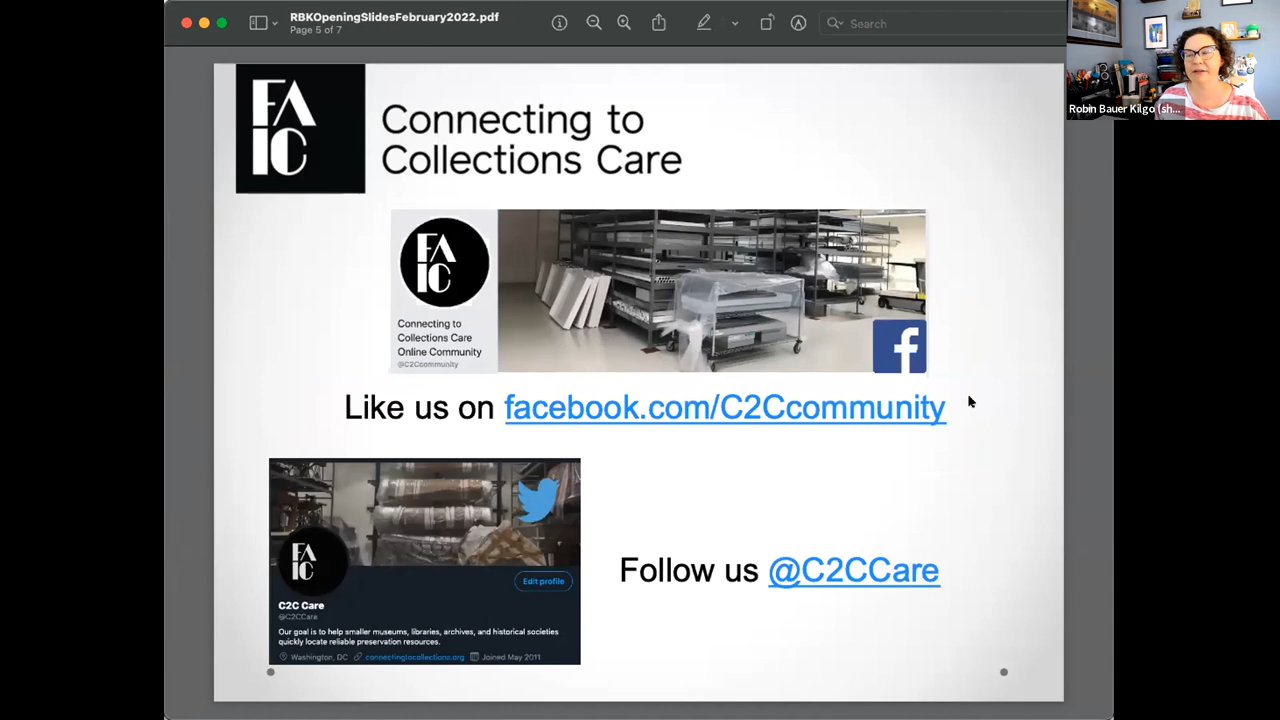 RBKOpeningSlidesFebruary2022.pdf
Page 5 of 7
Search
Robin Bauer Kilgo (sh...
FA
IC
Connecting to
Collections Care
FA
IC
Connecting to
Collections Care
Online Community
@C2Ccommunity
f
Like us on facebook.com/C2Ccommunity
FA
IC
Edit profile
C2C Care
@C2CCare
Our goal is to help smaller museums, libraries, archives, and historical societies
quickly locate reliable preservation resources.
Washington, DC connectingtocollections.org Joined May 2011
Follow us @C2CCare